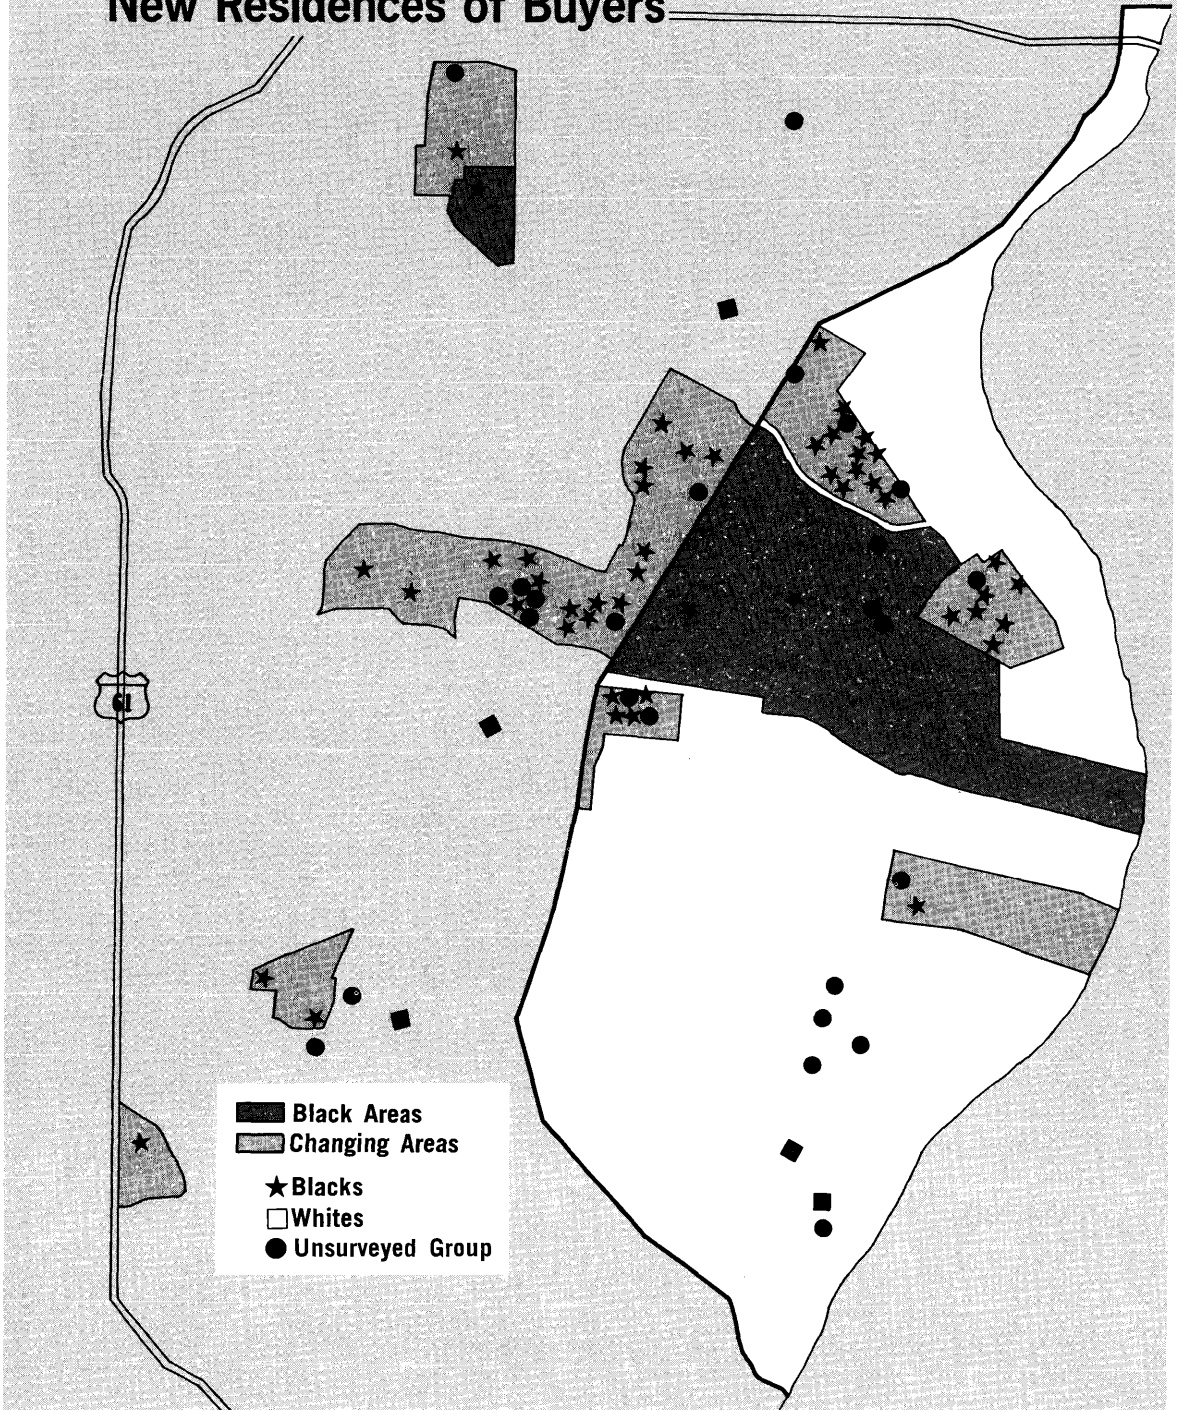 New Residences of Buyers
61
Black Areas
Changing Areas
Blacks
Whites
Unsurveyed Group